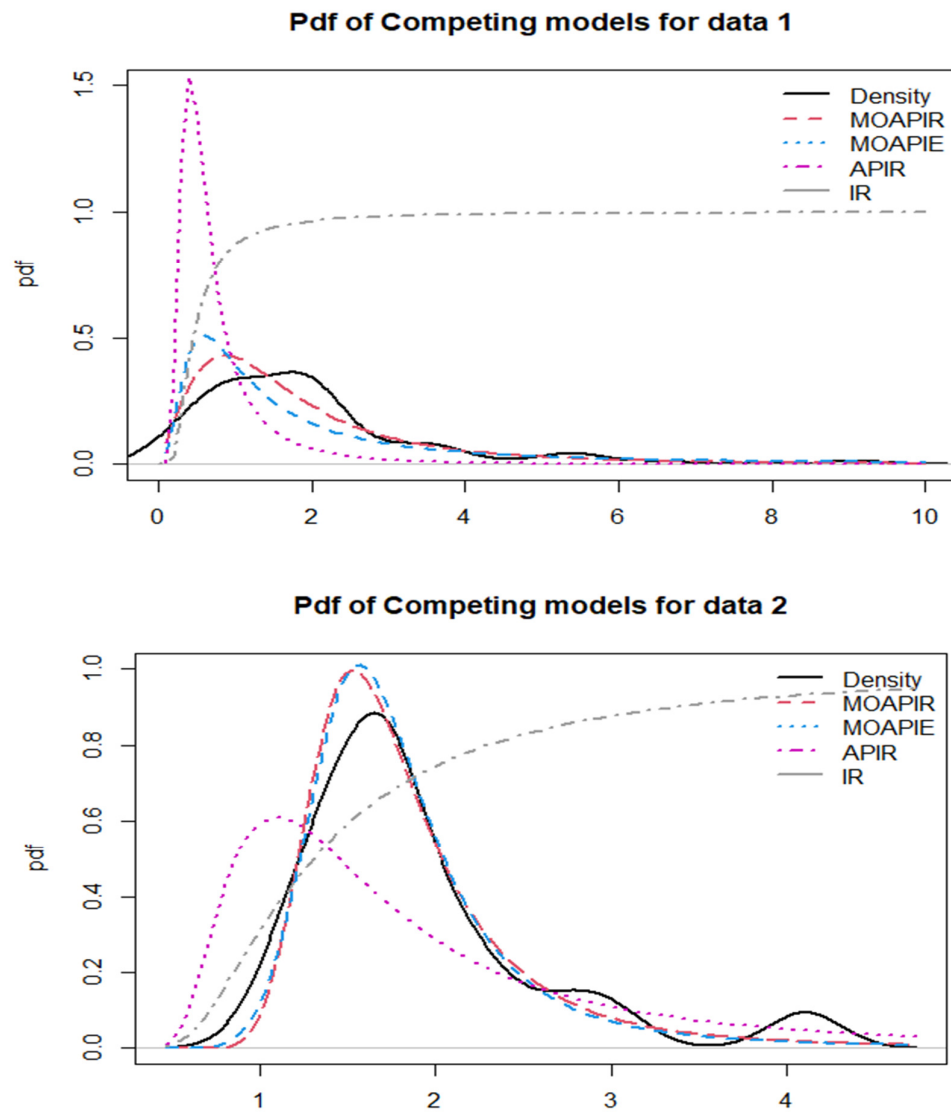 Pdf of Competing models for data 1
pdf
1.5
1.0
0.5
0.0
Density
MOAPIR
MOAPIE
APIR
IR
0 2 4 6 8 10
Pdf of Competing models for data 2
pdf
1.0
0.8
0.6
0.4
0.2
0.0
Density
MOAPIR
MOAPIE
APIR
IR
1 2 3 4